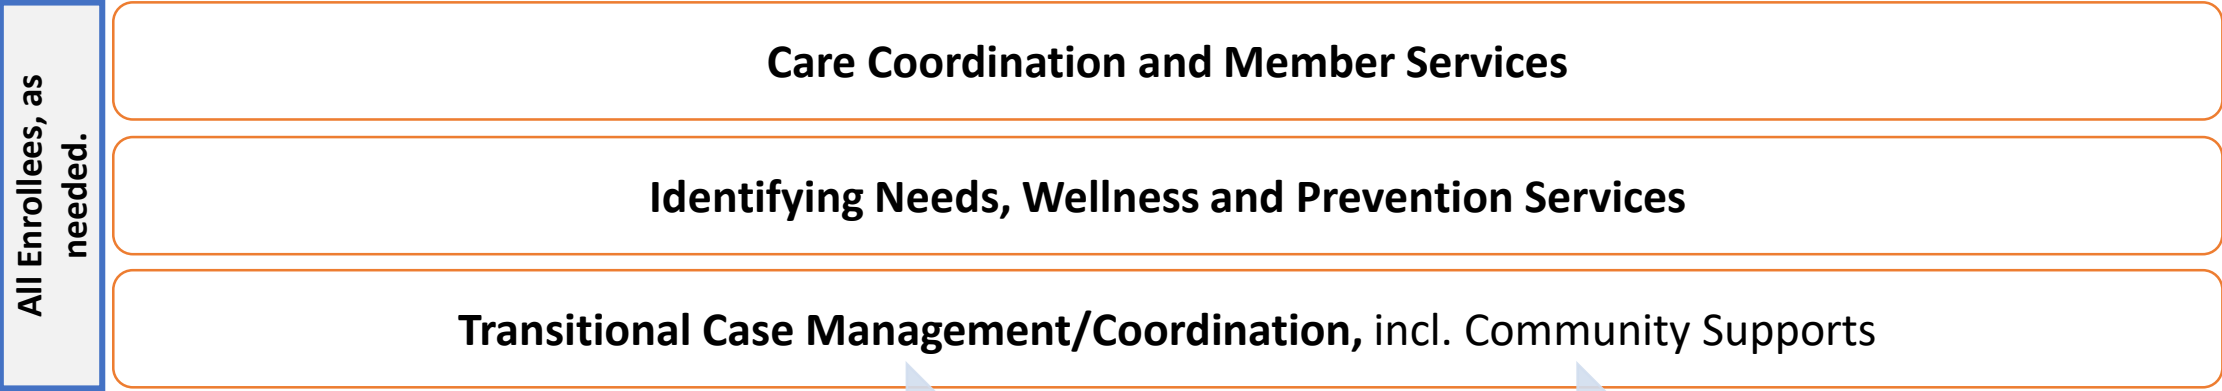 All Enrollees, as
needed.
Care Coordination and Member Services
Identifying Needs, Wellness and Prevention Services
Transitional Case Management/Coordination, incl. Community Supports